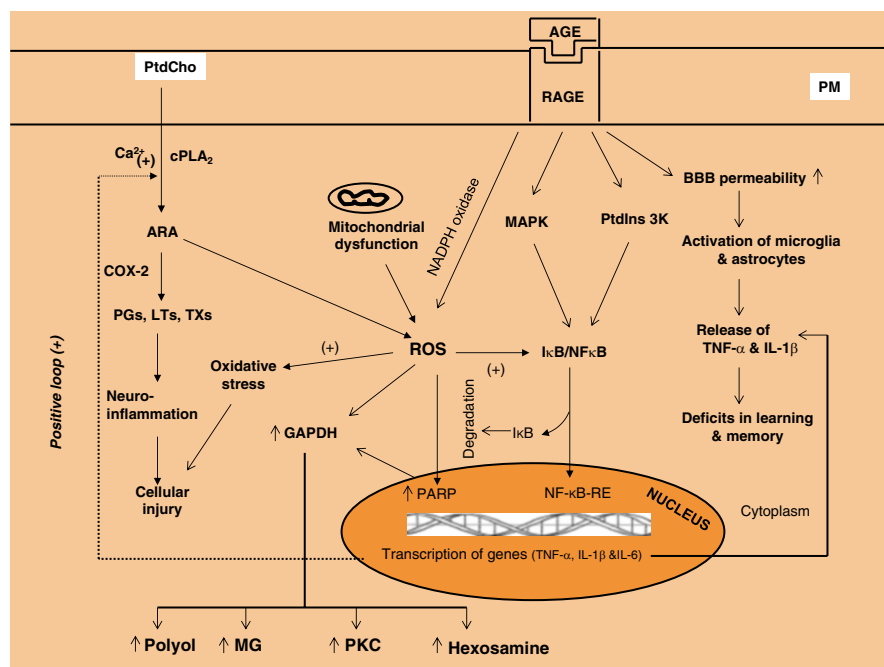 AGE
PtdCho
RAGE
PM
Ca2+
(+)
cPLA2
BBB permeability ↑
NADPH oxidase
Mitochondrial
dysfunction
MAPK
PtdIns 3K
ARA
Activation of microglia
& astrocytes
COX-2
PGs, LTs, TXs
Positive loop (+)
ROS
(+)
(+)
IκB/NFκB
Release of
TNF-α & IL-1β
Oxidative
stress
Neuro-
inflammation
↑ GAPDH
Degradation
IκB
Deficits in learning
& memory
Cellular
injury
↑ PARP
NF-κB-RE
NUCLEUS
Cytoplasm
Transcription of genes (TNF-α, IL-1β &IL-6)
↑ Polyol
↑ MG
↑ PKC
↑ Hexosamine